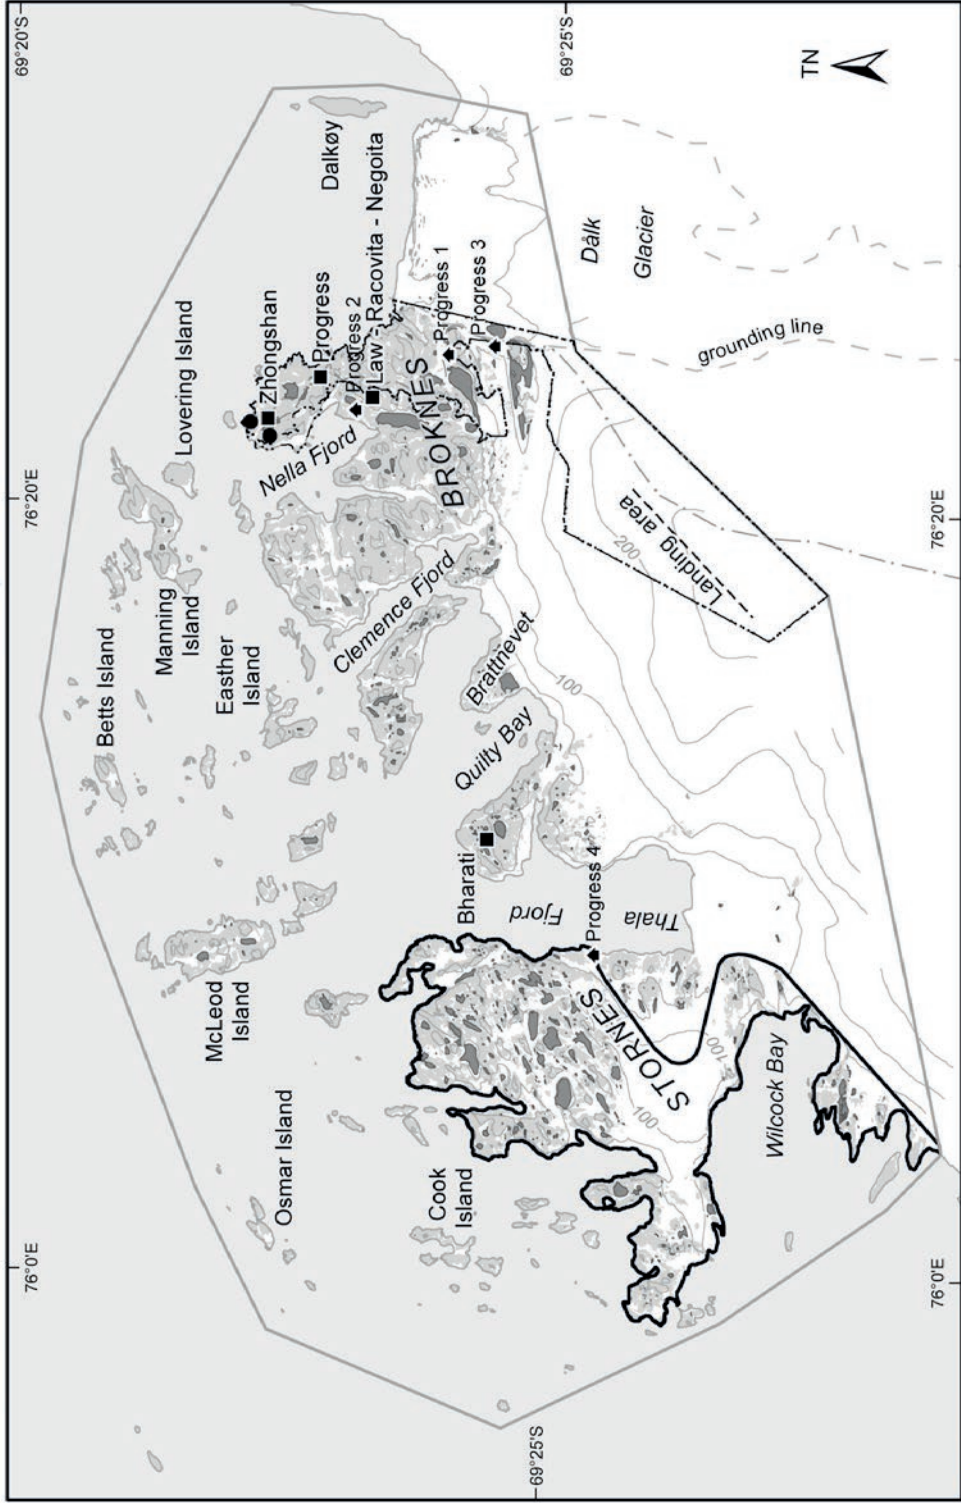 76°0'E
76°20'E
69°20'S
Betts Island
Manning
Island
Lovering Island
Easther
Island
McLeod
Island
Osmar Island
Zhongshan
Progress
Dalkøy
Nella Fjord
Progress 2
Law - Racovita - Negoita
Clemence Fjord
BROKNES
Progress 1
Progress 3
Cook
Island
Bharati
Quilty Bay
Brattnevet
69°25'S
69°25'S
Fjord
Thala
Progress 4
STORNES
100
100
100
200
Landing area
Dålk
Glacier
grounding line
Wilcock Bay
TN
76°0'E
76°20'E